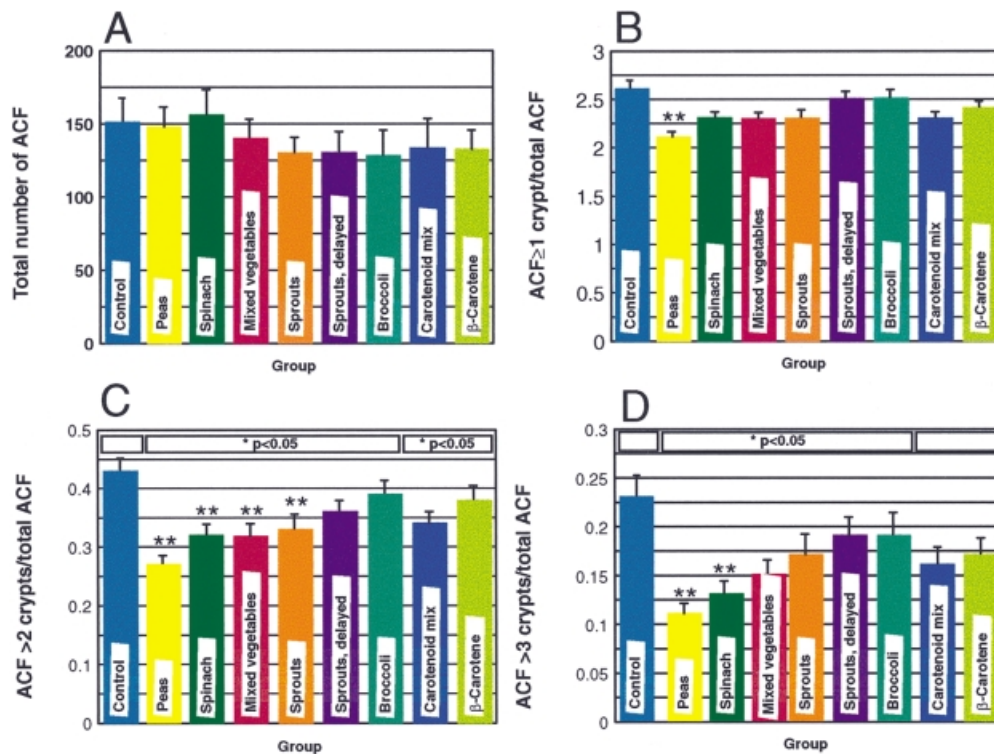 A
Total number of ACF
200
150
100
50
0
Control
Peas
Spinach
Mixed vegetables
Sprouts
Sprouts, delayed
Broccoli
Carotenoid mix
β-Carotene
Group
B
ACF≥1 crypt/total ACF
3
2.5
2
1.5
1
0.5
0
**
Control
Peas
Spinach
Mixed vegetables
Sprouts
Sprouts, delayed
Broccoli
Carotenoid mix
β-Carotene
Group
C
ACF >2 crypts/total ACF
0.5
0.4
0.3
0.2
0.1
0
* p<0.05
* p<0.05
**
**
**
**
Control
Peas
Spinach
Mixed vegetables
Sprouts
Sprouts, delayed
Broccoli
Carotenoid mix
β-Carotene
Group
D
ACF >3 crypts/total ACF
0.3
0.25
0.2
0.15
0.1
0.05
0
* p<0.05
**
**
Control
Peas
Spinach
Mixed vegetables
Sprouts
Sprouts, delayed
Broccoli
Carotenoid mix
β-Carotene
Group